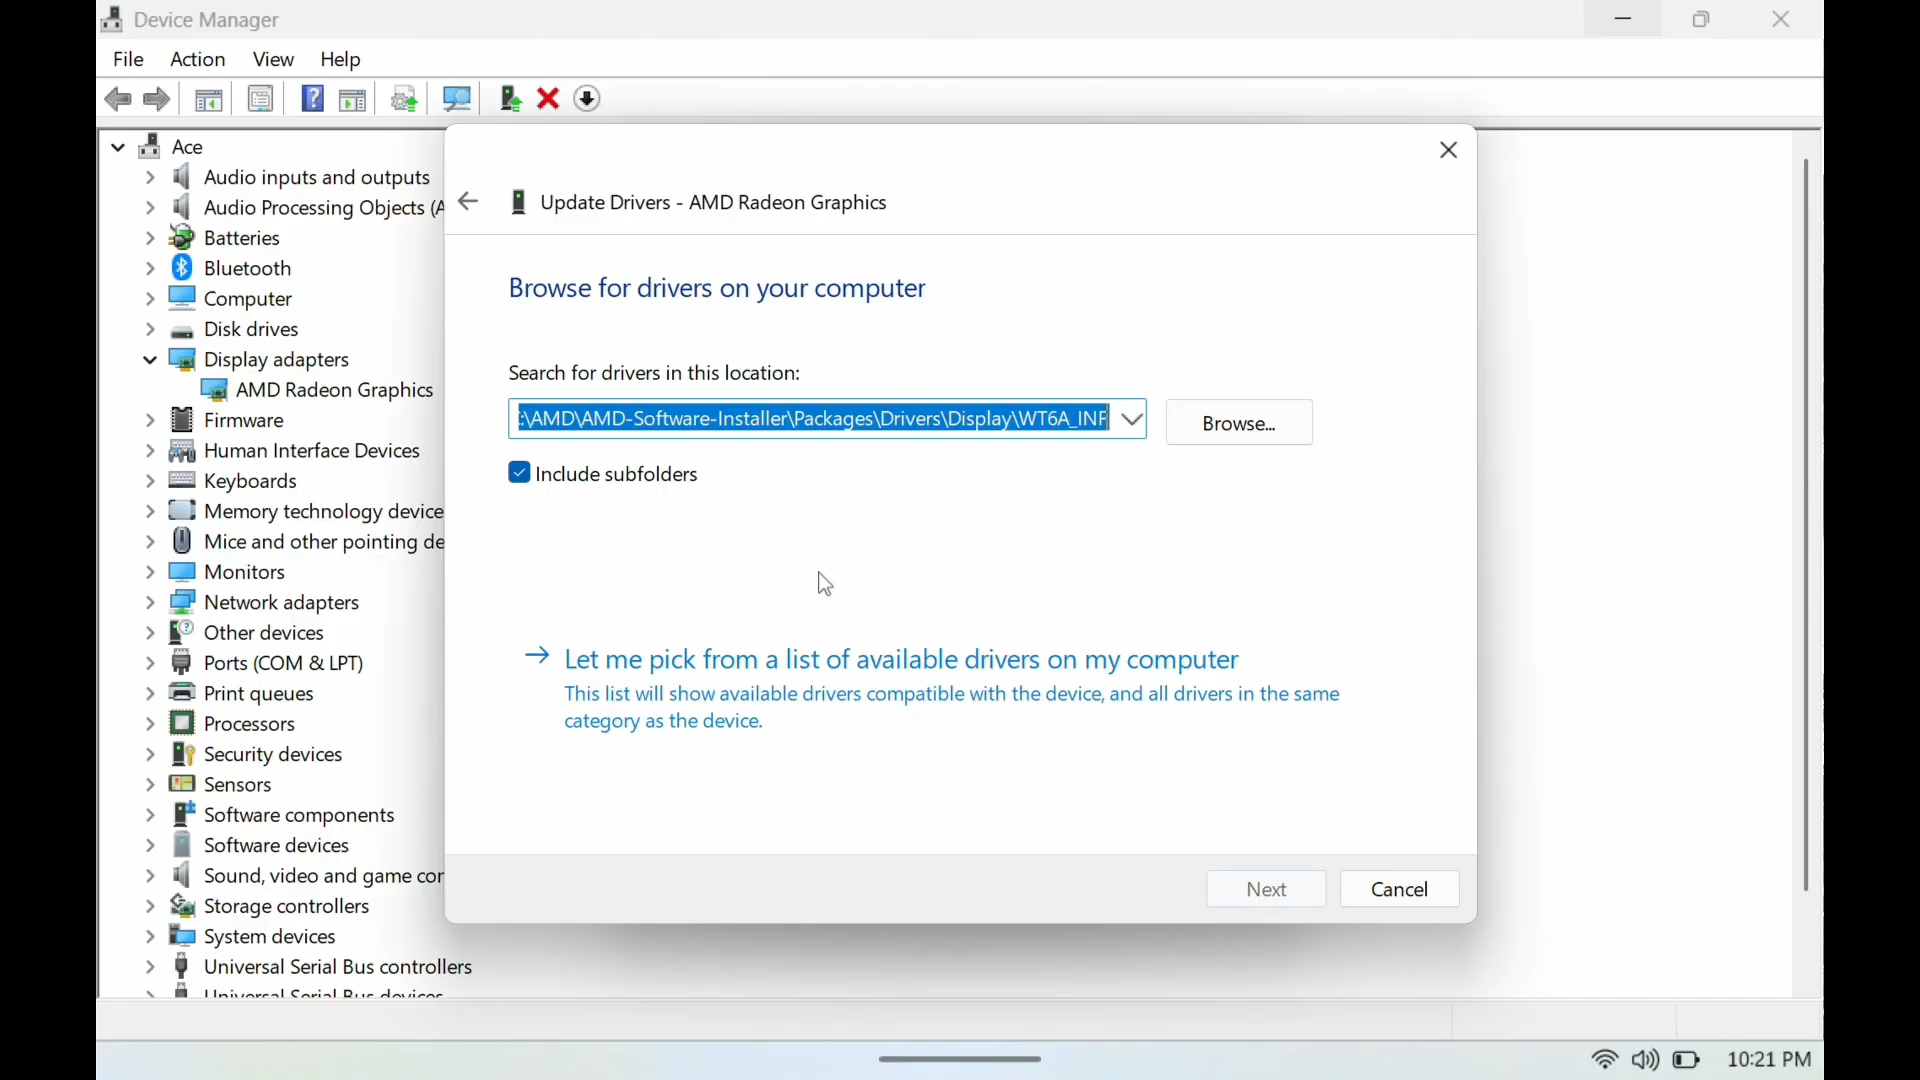 Device Manager
File Action View Help
Ace
Audio inputs and outputs
Audio Processing Objects (A
Batteries
Bluetooth
Computer
Disk drives
Display adapters
AMD Radeon Graphics
Firmware
Human Interface Devices
Keyboards
Memory technology device
Mice and other pointing de
Monitors
Network adapters
Other devices
Ports (COM & LPT)
Print queues
Processors
Security devices
Sensors
Software components
Software devices
Sound, video and game cor
Storage controllers
System devices
Universal Serial Bus controllers
Universal Serial Bus devices
Update Drivers - AMD Radeon Graphics
Browse for drivers on your computer
Search for drivers in this location:
:\AMD\AMD-Software-Installer\Packages\Drivers\Display\WT6A_INF
Browse...
Include subfolders
Let me pick from a list of available drivers on my computer
This list will show available drivers compatible with the device, and all drivers in the same
category as the device.
Next Cancel
10:21 PM